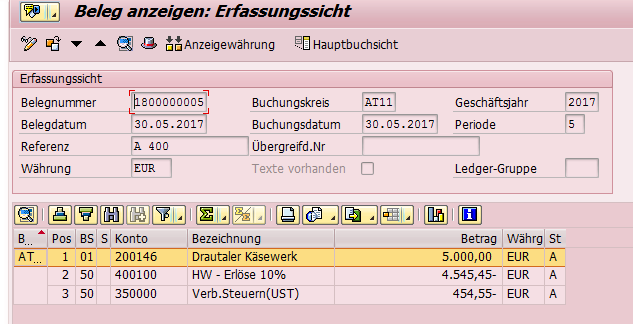 Beleg anzeigen: Erfassungssicht
Anzeigewährung Hauptbuchsicht
Erfassungssicht
Belegnummer 1800000005 Buchungskreis AT11 Geschäftsjahr 2017
Belegdatum 30.05.2017 Buchungsdatum 30.05.2017 Periode 5
Referenz A 400 Übergreifd.Nr
Währung EUR Texte vorhanden Ledger-Gruppe
B... Pos BS S Konto Bezeichnung Betrag Währg St
AT... 1 01 200146 Drautaler Käsewerk 5.000,00 EUR A
2 50 400100 HW - Erlöse 10% 4.545,45- EUR A
3 50 350000 Verb.Steuern(UST) 454,55- EUR A